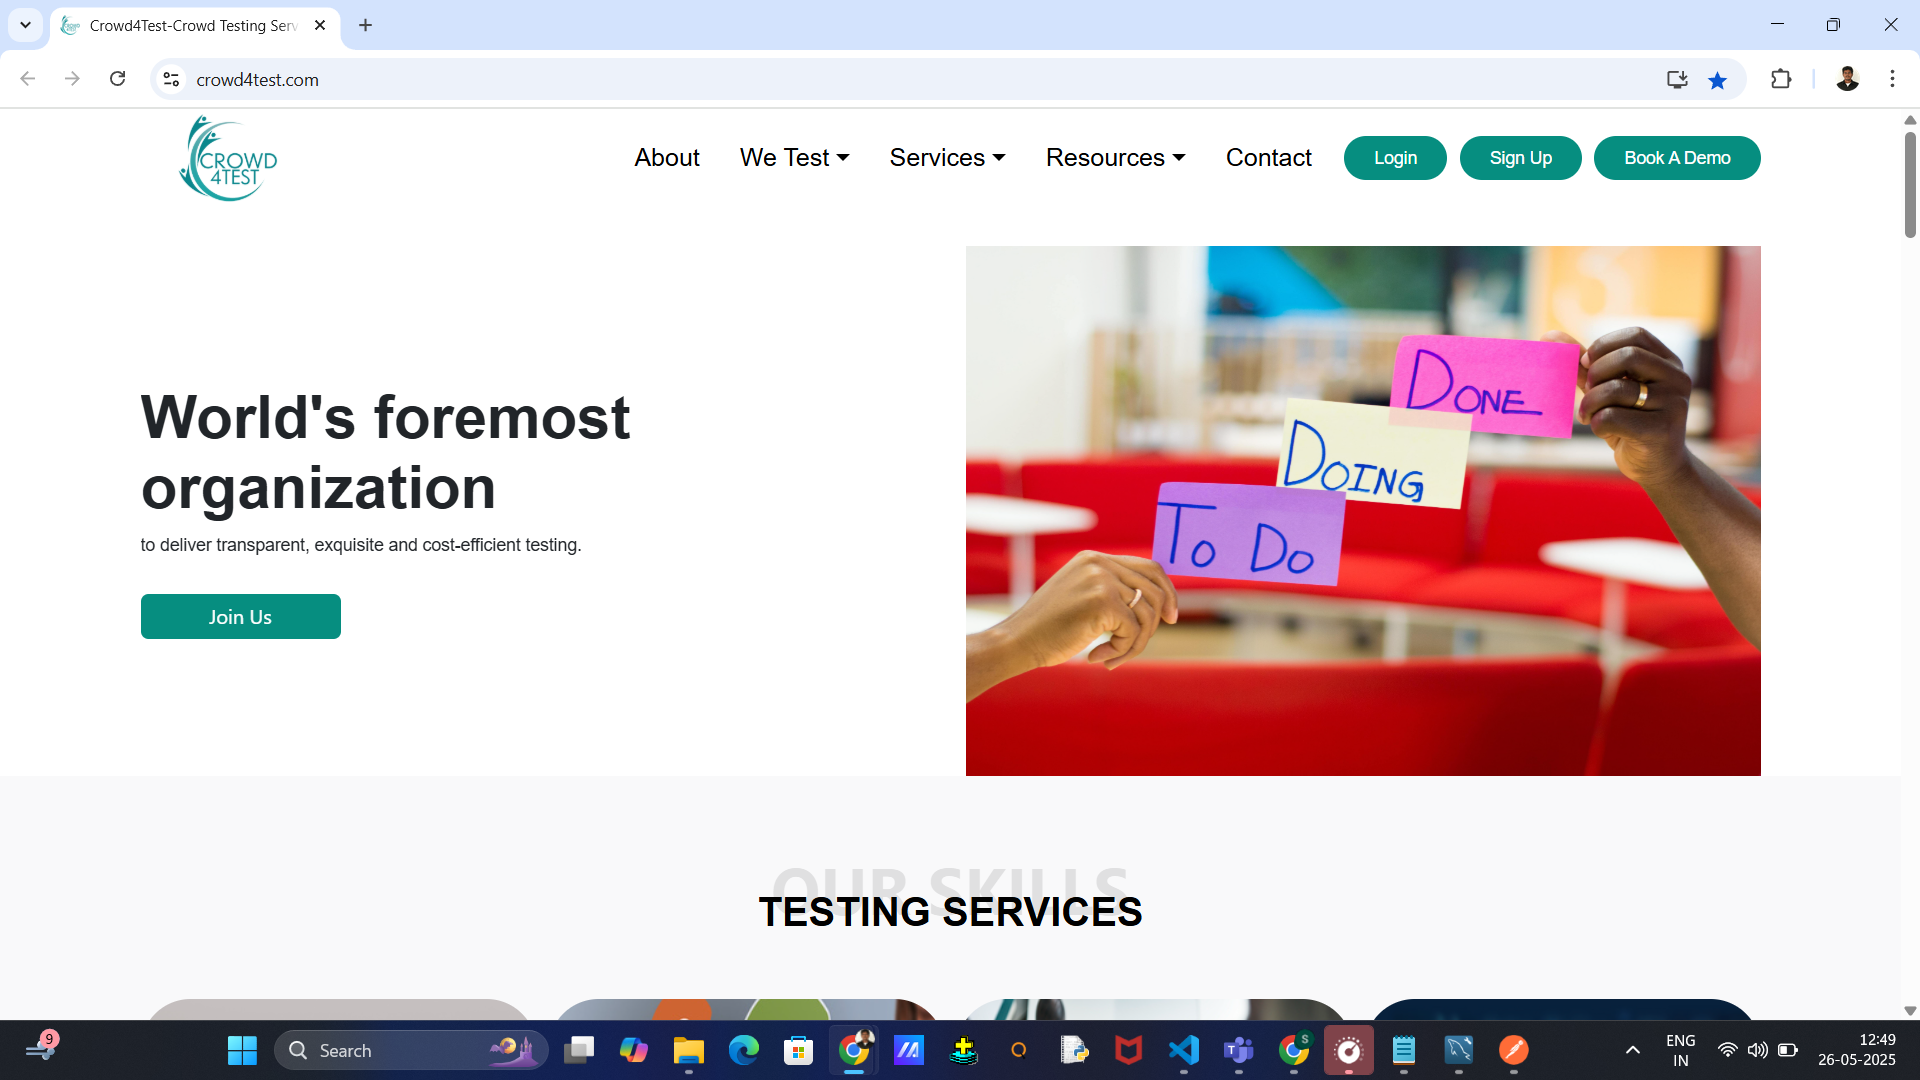 Crowd4Test-Crowd Testing Serv
crowd4test.com
CROWD
4TEST
About
We Test
Services
Resources
Contact
Login
Sign Up
Book A Demo
World's foremost
organization
to deliver transparent, exquisite and cost-efficient testing.
Join Us
DONE
DOING
TO DO
OUR SKILLS
TESTING SERVICES
9
Search
S
ENG
IN
12:49
26-05-2025